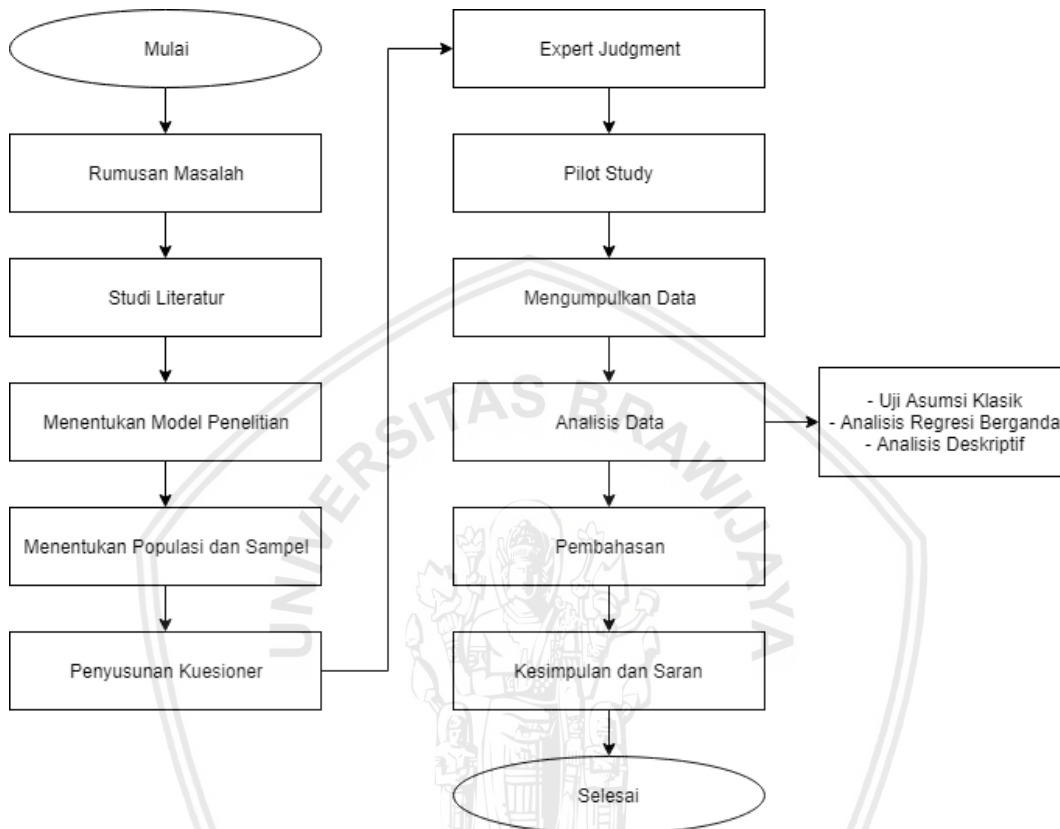 Mulai
Rumusan Masalah
Studi Literatur
Menentukan Model Penelitian
Menentukan Populasi dan Sampel
Penyusunan Kuesioner
Expert Judgment
Pilot Study
Mengumpulkan Data
Analisis Data
- Uji Asumsi Klasik
- Analisis Regresi Berganda
- Analisis Deskriptif
Pembahasan
Kesimpulan dan Saran
Selesai
UNIVERSITAS BRAWIJAYA